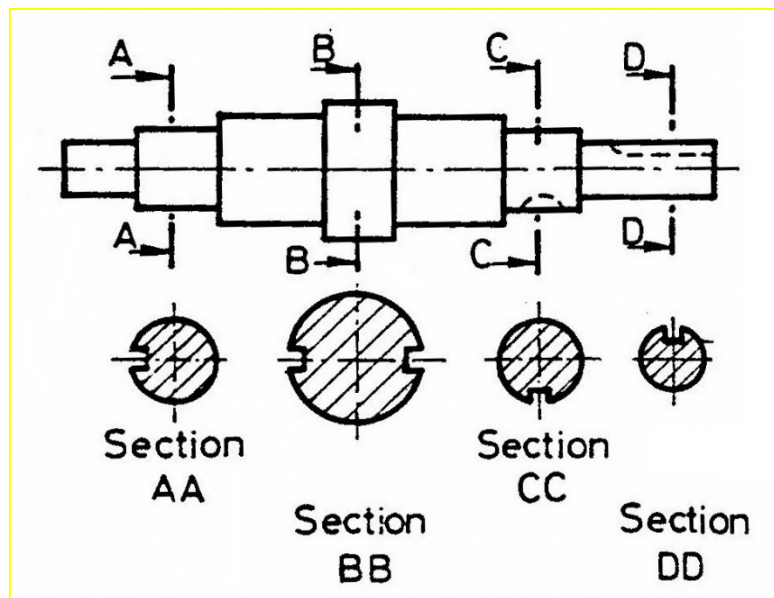 A B C D
A B C D
Section
AA
Section
BB
Section
CC
Section
DD